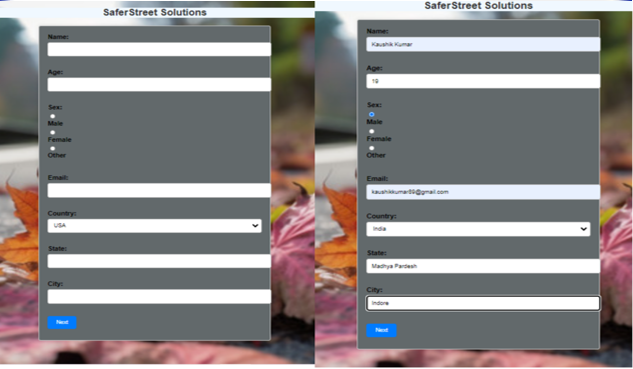 SaferStreet Solutions
Name:
Age:
Sex:
Male
Female
Other
Email:
Country:
USA
State:
City:
Next
SaferStreet Solutions
Name:
Kaushik Kumar
Age:
19
Sex:
Male
Female
Other
Email:
kaushikkumar89@gmail.com
Country:
India
State:
Madhya Pardesh
City:
Indore
Next